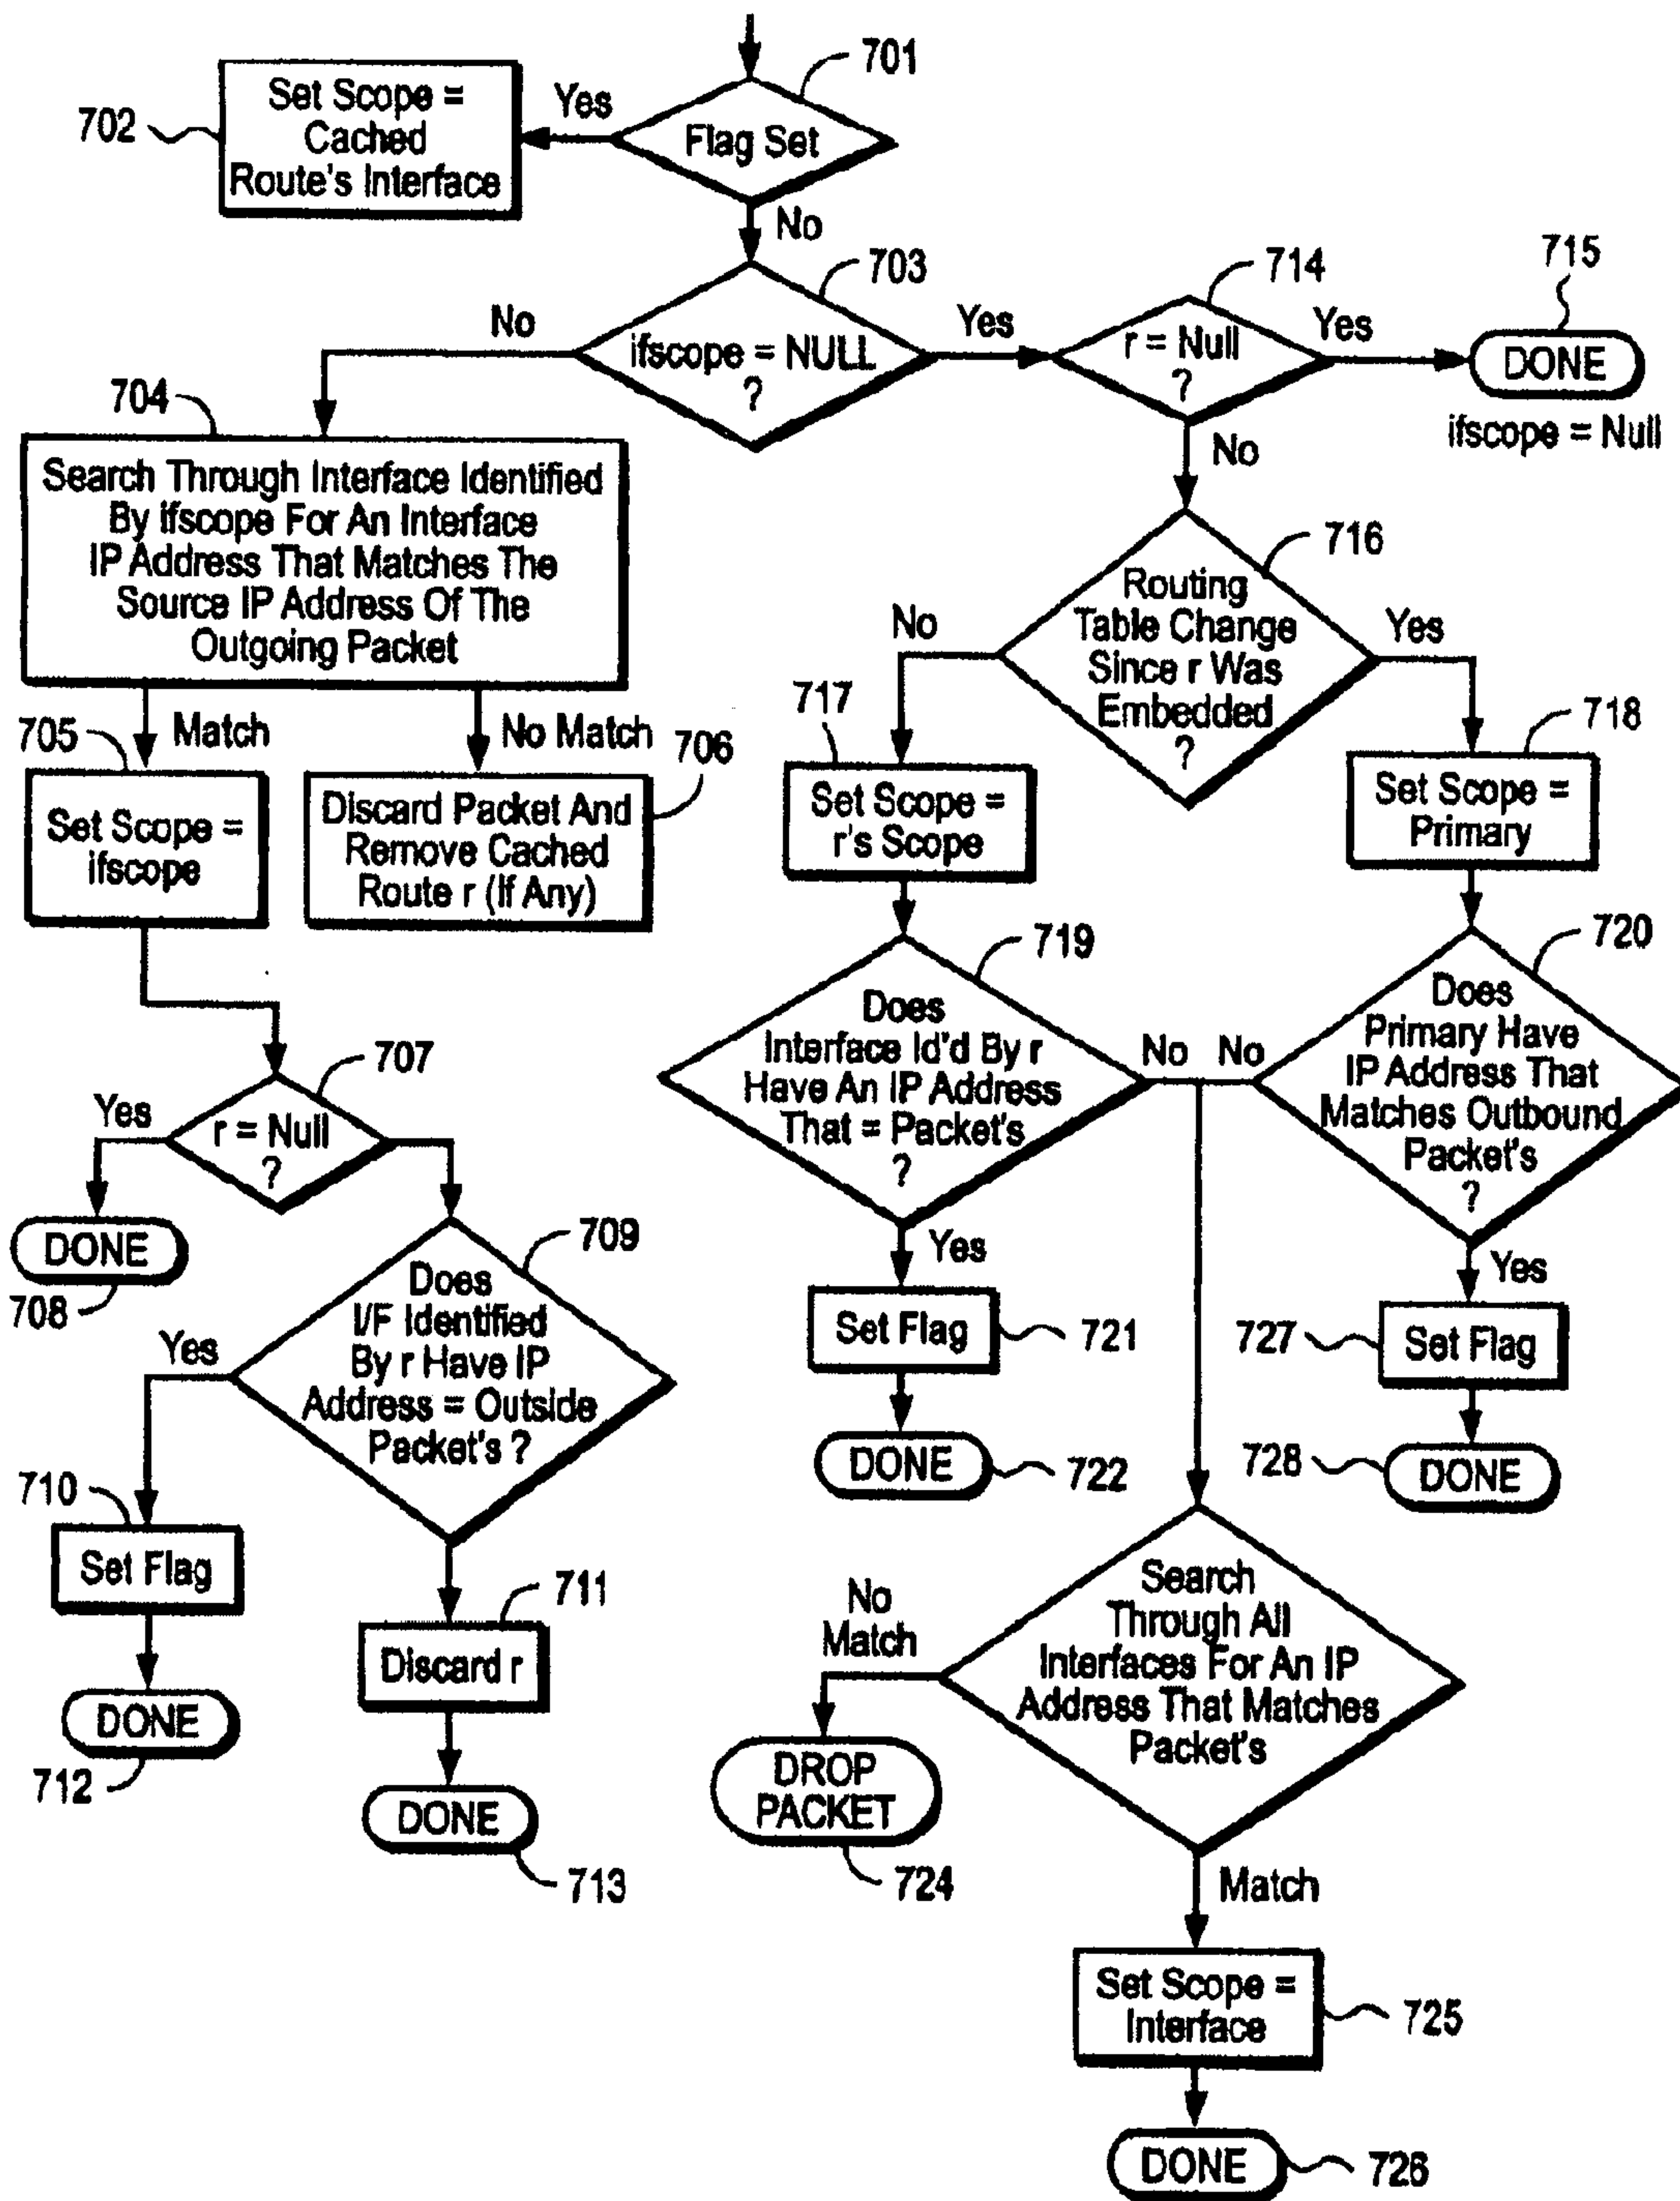 701
Set Scope =
Cached
Route's Interface
702
Yes
Flag Set
No
703
ifscope = NULL
?
No
Yes
714
r = Null
?
Yes
715
DONE
ifscope = Null
No
704
Search Through Interface Identified
By ifscope For An Interface
IP Address That Matches The
Source IP Address Of The
Outgoing Packet
Match
No Match
705
Set Scope =
ifscope
706
Discard Packet And
Remove Cached
Route r (If Any)
716
Routing
Table Change
Since r Was
Embedded
?
No
Yes
717
Set Scope =
r's Scope
718
Set Scope =
Primary
719
Does
Interface Id'd By r
Have An IP Address
That = Packet's
?
No
No
720
Does
Primary Have
IP Address That
Matches Outbound
Packet's
?
707
r = Null
?
Yes
DONE
708
709
Does
I/F Identified
By r Have IP
Address = Outside
Packet's ?
Yes
710
Set Flag
DONE
712
711
Discard r
DONE
713
Yes
Set Flag
721
DONE
722
Yes
727
Set Flag
728
DONE
Search
Through All
Interfaces For An IP
Address That Matches
Packet's
No
Match
DROP
PACKET
724
Match
Set Scope =
Interface
725
DONE
726